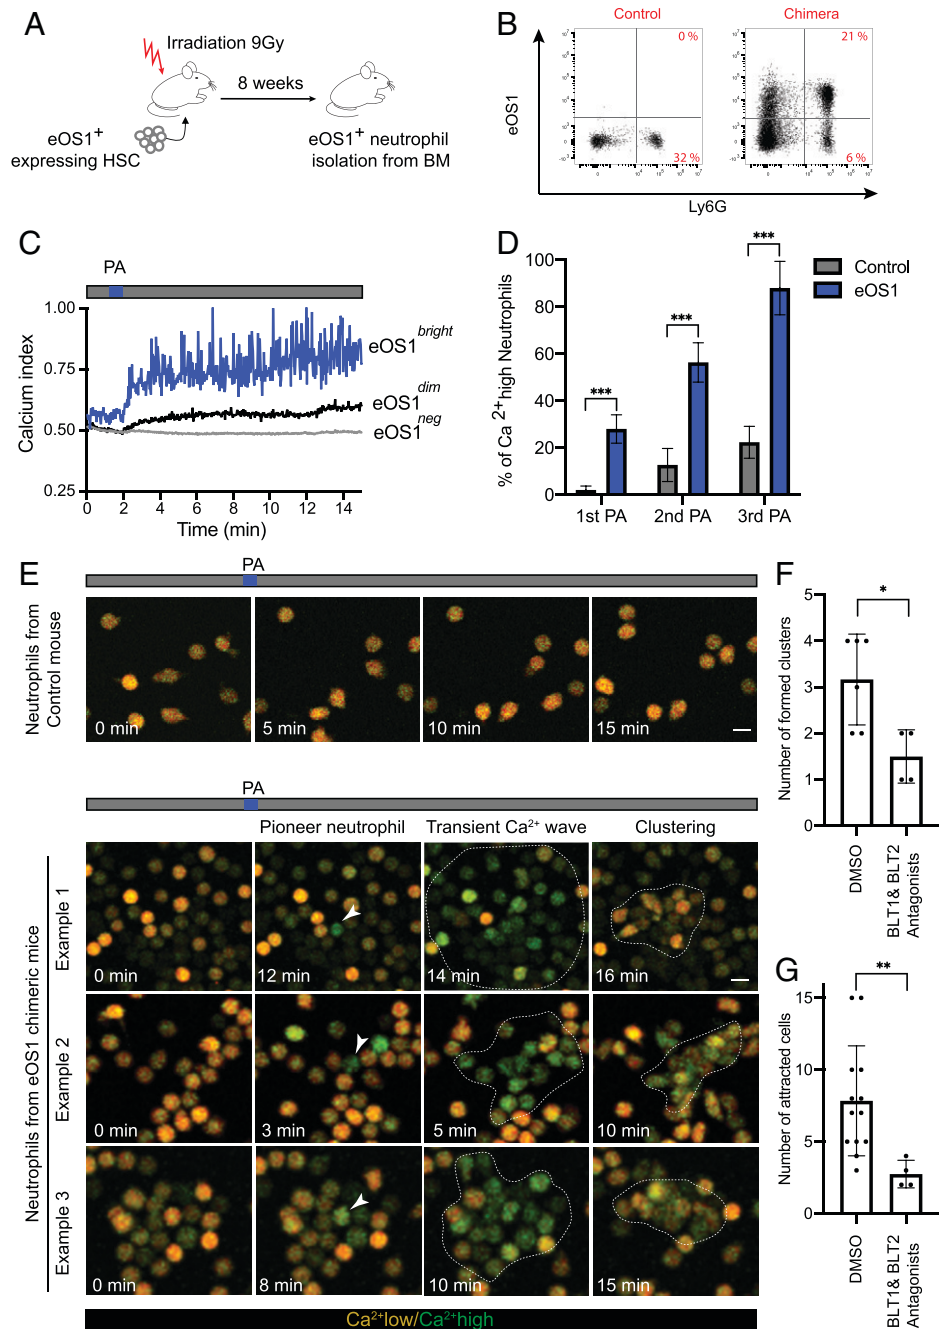 A
Irradiation 9Gy
8 weeks
eOS1+
expressing HSC
eOS1+ neutrophil
isolation from BM
B
Control
Chimera
0 %
21 %
32 %
6 %
eOS1
Ly6G
C
PA
Calcium index
1.00
0.75
0.50
0.25
0 2 4 6 8 10 12 14
Time (min)
eOS1 bright
eOS1 dim
eOS1 neg
D
% of Ca 2+ high Neutrophils
100
80
60
40
20
0
***
***
***
1st PA
2nd PA
3rd PA
Control
eOS1
E
PA
Neutrophils from
Control mouse
0 min
5 min
10 min
15 min
PA
Pioneer neutrophil
Transient Ca2+ wave
Clustering
Neutrophils from eOS1 chimeric mice
Example 1
0 min
12 min
14 min
16 min
Example 2
0 min
3 min
5 min
10 min
Example 3
0 min
8 min
10 min
15 min
Ca2+low/Ca2+high
F
Number of formed clusters
5
4
3
2
1
0
*
DMSO
BLT1& BLT2
Antagonists
G
Number of attracted cells
15
10
5
0
**
DMSO
BLT1& BLT2
Antagonists